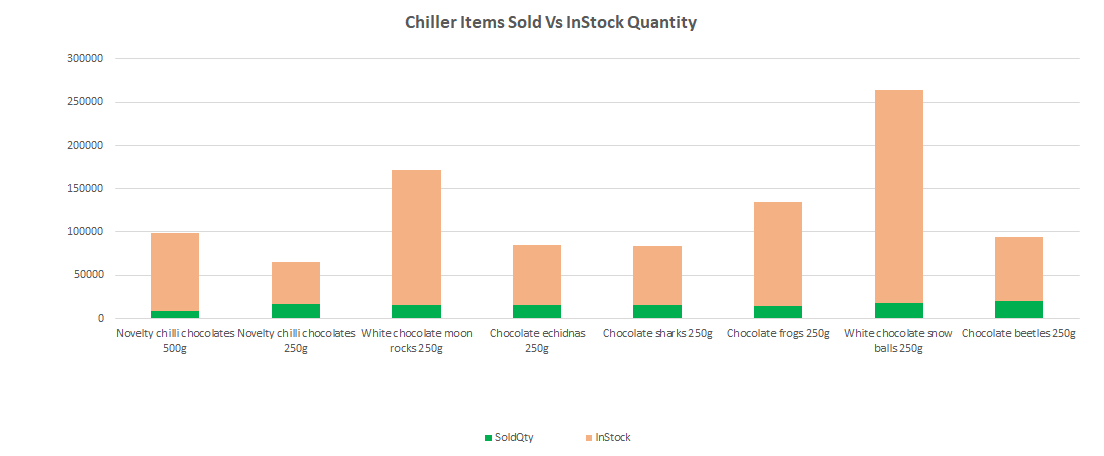 Chiller Items Sold Vs InStock Quantity
300000
250000
200000
150000
100000
50000
0
Novelty chilli chocolates
500g
Novelty chilli chocolates
250g
White chocolate moon
rocks 250g
Chocolate echidnas
250g
Chocolate sharks 250g
Chocolate frogs 250g
White chocolate snow
balls 250g
Chocolate beetles 250g
SoldQty
InStock